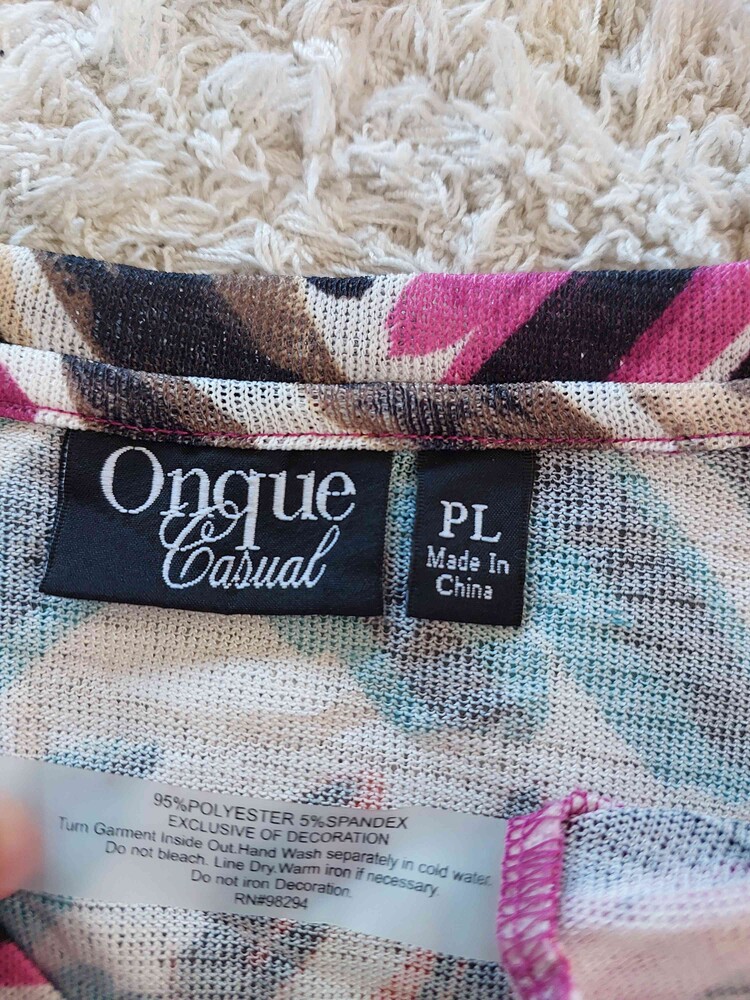 Onque
Casual
PL
Made In
China
95%POLYESTER 5%SPANDEX
EXCLUSIVE OF DECORATION
Turn Garment Inside Out.Hand Wash separately in cold water.
Do not bleach. Line Dry.Warm iron if necessary.
Do not iron Decoration.
RN#98294